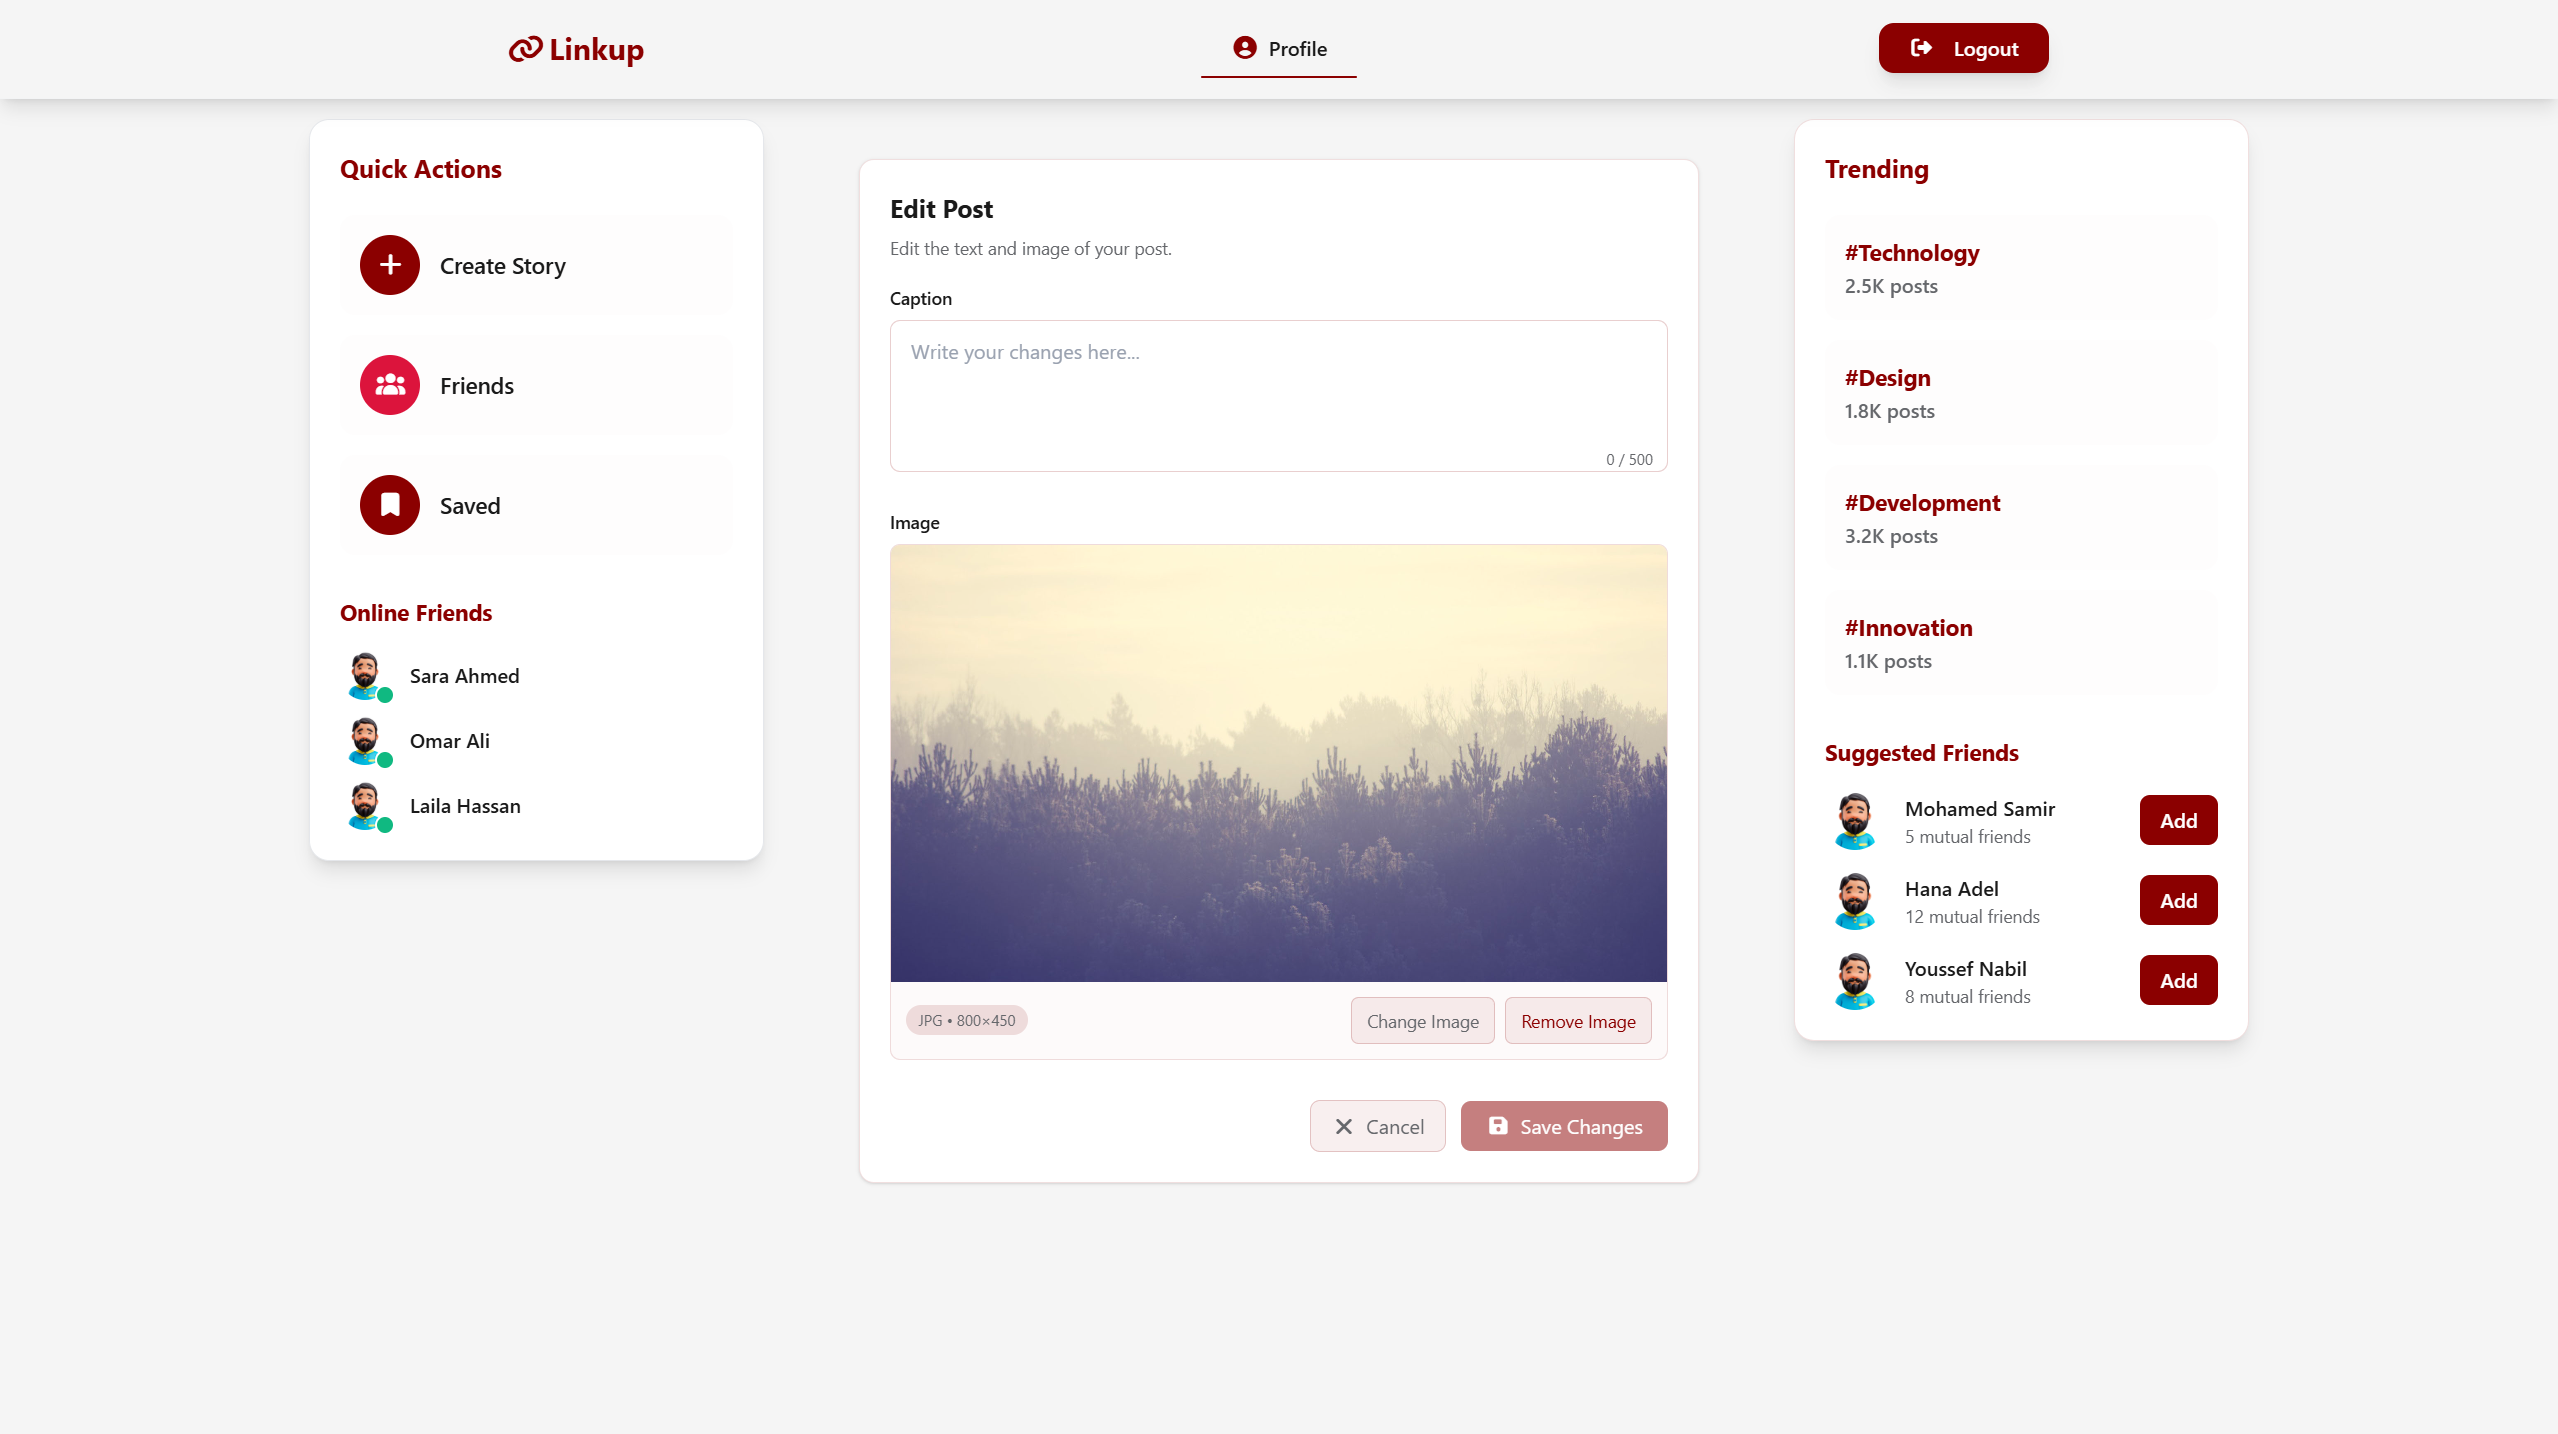 Linkup
Profile
Logout
Quick Actions
Create Story
Friends
Saved
Online Friends
Sara Ahmed
Omar Ali
Laila Hassan
Edit Post
Edit the text and image of your post.
Caption
Write your changes here...
0 / 500
Image
JPG • 800×450
Change Image
Remove Image
Cancel
Save Changes
Trending
#Technology
2.5K posts
#Design
1.8K posts
#Development
3.2K posts
#Innovation
1.1K posts
Suggested Friends
Mohamed Samir
5 mutual friends
Add
Hana Adel
12 mutual friends
Add
Youssef Nabil
8 mutual friends
Add